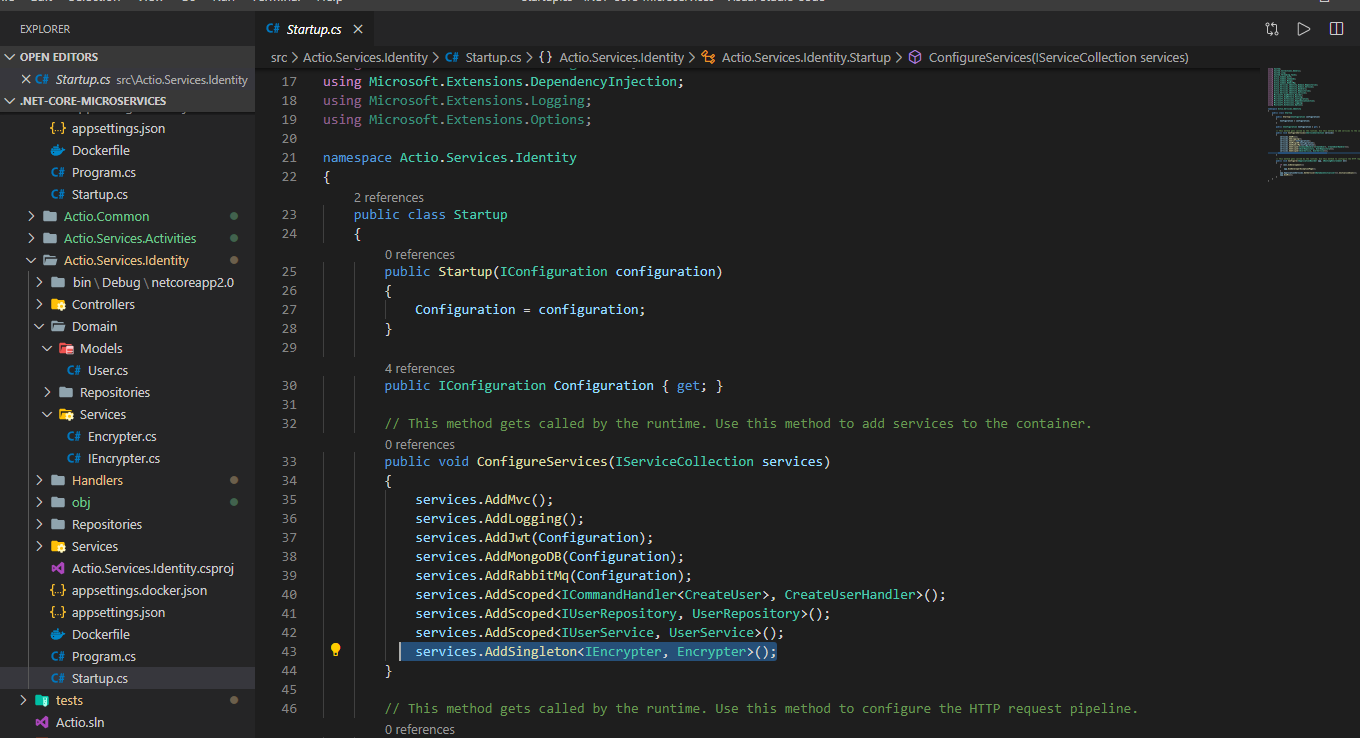 Startup.cs - .NET-Core-Microservices - Visual Studio Code
EXPLORER
OPEN EDITORS
C# Startup.cs src\Actio.Services.Identity
.NET-CORE-MICROSERVICES
{..} appsettings.json
Dockerfile
C# Program.cs
C# Startup.cs
Actio.Common
Actio.Services.Activities
Actio.Services.Identity
bin \ Debug \ netcoreapp2.0
Controllers
Domain
Models
C# User.cs
Repositories
Services
C# Encrypter.cs
C# IEncrypter.cs
Handlers
obj
Repositories
Services
Actio.Services.Identity.csproj
{..} appsettings.docker.json
{..} appsettings.json
Dockerfile
C# Program.cs
C# Startup.cs
tests
Actio.sln
C# Startup.cs
src > Actio.Services.Identity > C# Startup.cs > {} Actio.Services.Identity > Actio.Services.Identity.Startup > ConfigureServices(IServiceCollection services)
17 using Microsoft.Extensions.DependencyInjection;
18 using Microsoft.Extensions.Logging;
19 using Microsoft.Extensions.Options;
20
21 namespace Actio.Services.Identity
22 {
2 references
23 public class Startup
24 {
0 references
25 public Startup(IConfiguration configuration)
26 {
27 Configuration = configuration;
28 }
29
4 references
30 public IConfiguration Configuration { get; }
31
32 // This method gets called by the runtime. Use this method to add services to the container.
0 references
33 public void ConfigureServices(IServiceCollection services)
34 {
35 services.AddMvc();
36 services.AddLogging();
37 services.AddJwt(Configuration);
38 services.AddMongoDB(Configuration);
39 services.AddRabbitMq(Configuration);
40 services.AddScoped<ICommandHandler<CreateUser>, CreateUserHandler>();
41 services.AddScoped<IUserRepository, UserRepository>();
42 services.AddScoped<IUserService, UserService>();
43 services.AddSingleton<IEncrypter, Encrypter>();
44 }
45
46 // This method gets called by the runtime. Use this method to configure the HTTP request pipeline.
0 references